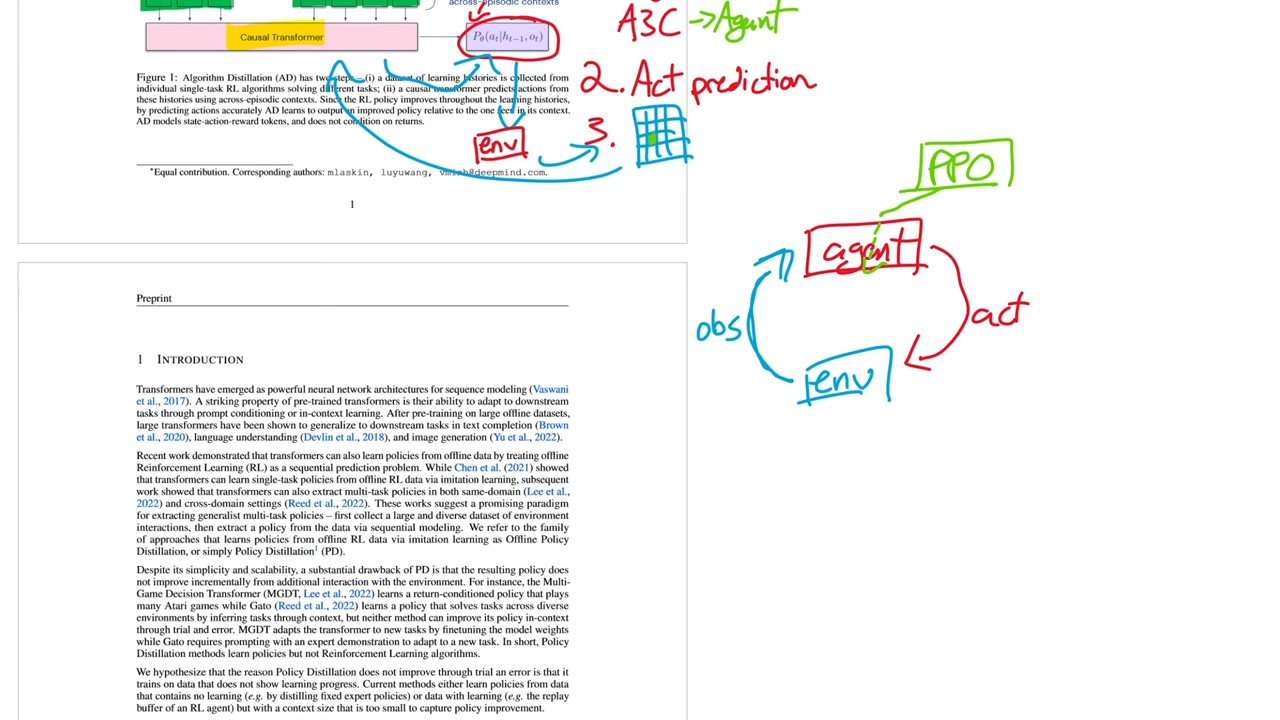 across-episodic contexts
Causal Transformer
Pθ(at|ht−1, ot)
Figure 1: Algorithm Distillation (AD) has two steps – (i) a dataset of learning histories is collected from
individual single-task RL algorithms solving different tasks; (ii) a causal transformer predicts actions from
these histories using across-episodic contexts. Since the RL policy improves throughout the learning histories,
by predicting actions accurately AD learns to output an improved policy relative to the one seen in its context.
AD models state-action-reward tokens, and does not condition on returns.
env
*Equal contribution. Corresponding authors: mlaskin, luyuwang, vmnih@deepmind.com.
1
A3C → Agent
2. Act prediction
3.
PPO
agent
obs
act
env
Preprint
1 INTRODUCTION
Transformers have emerged as powerful neural network architectures for sequence modeling (Vaswani
et al., 2017). A striking property of pre-trained transformers is their ability to adapt to downstream
tasks through prompt conditioning or in-context learning. After pre-training on large offline datasets,
large transformers have been shown to generalize to downstream tasks in text completion (Brown
et al., 2020), language understanding (Devlin et al., 2018), and image generation (Yu et al., 2022).
Recent work demonstrated that transformers can also learn policies from offline data by treating offline
Reinforcement Learning (RL) as a sequential prediction problem. While Chen et al. (2021) showed
that transformers can learn single-task policies from offline RL data via imitation learning, subsequent
work showed that transformers can also extract multi-task policies in both same-domain (Lee et al.,
2022) and cross-domain settings (Reed et al., 2022). These works suggest a promising paradigm
for extracting generalist multi-task policies – first collect a large and diverse dataset of environment
interactions, then extract a policy from the data via sequential modeling. We refer to the family
of approaches that learns policies from offline RL data via imitation learning as Offline Policy
Distillation, or simply Policy Distillation1 (PD).
Despite its simplicity and scalability, a substantial drawback of PD is that the resulting policy does
not improve incrementally from additional interaction with the environment. For instance, the Multi-
Game Decision Transformer (MGDT, Lee et al., 2022) learns a return-conditioned policy that plays
many Atari games while Gato (Reed et al., 2022) learns a policy that solves tasks across diverse
environments by inferring tasks through context, but neither method can improve its policy in-context
through trial and error. MGDT adapts the transformer to new tasks by finetuning the model weights
while Gato requires prompting with an expert demonstration to adapt to a new task. In short, Policy
Distillation methods learn policies but not Reinforcement Learning algorithms.
We hypothesize that the reason Policy Distillation does not improve through trial an error is that it
trains on data that does not show learning progress. Current methods either learn policies from data
that contains no learning (e.g. by distilling fixed expert policies) or data with learning (e.g. the replay
buffer of an RL agent) but with a context size that is too small to capture policy improvement.